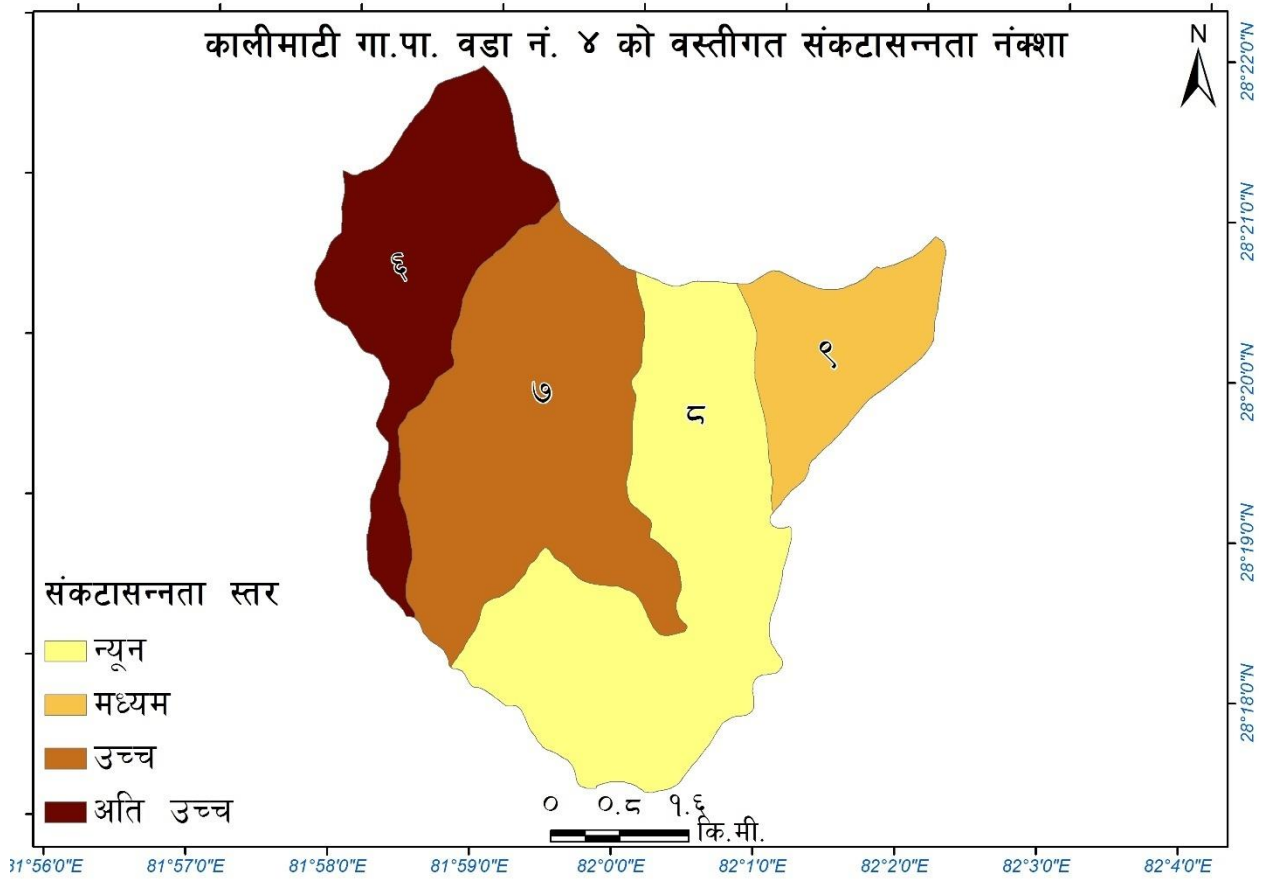 कालीमाटी गा.पा. वडा नं. ४ को वस्तीगत संकटासन्नता नंक्शा
N
28°22'0"N
28°21'0"N
६
९
७
28°20'0"N
८
28°19'0"N
संकटासन्नता स्तर
न्यून
मध्यम
28°18'0"N
उच्च
अति उच्च
० ०.८ १.६
कि.मी.
31°56'0"E 81°57'0"E 81°58'0"E 81°59'0"E 82°0'0"E 82°1'0"E 82°2'0"E 82°3'0"E 82°4'0"E